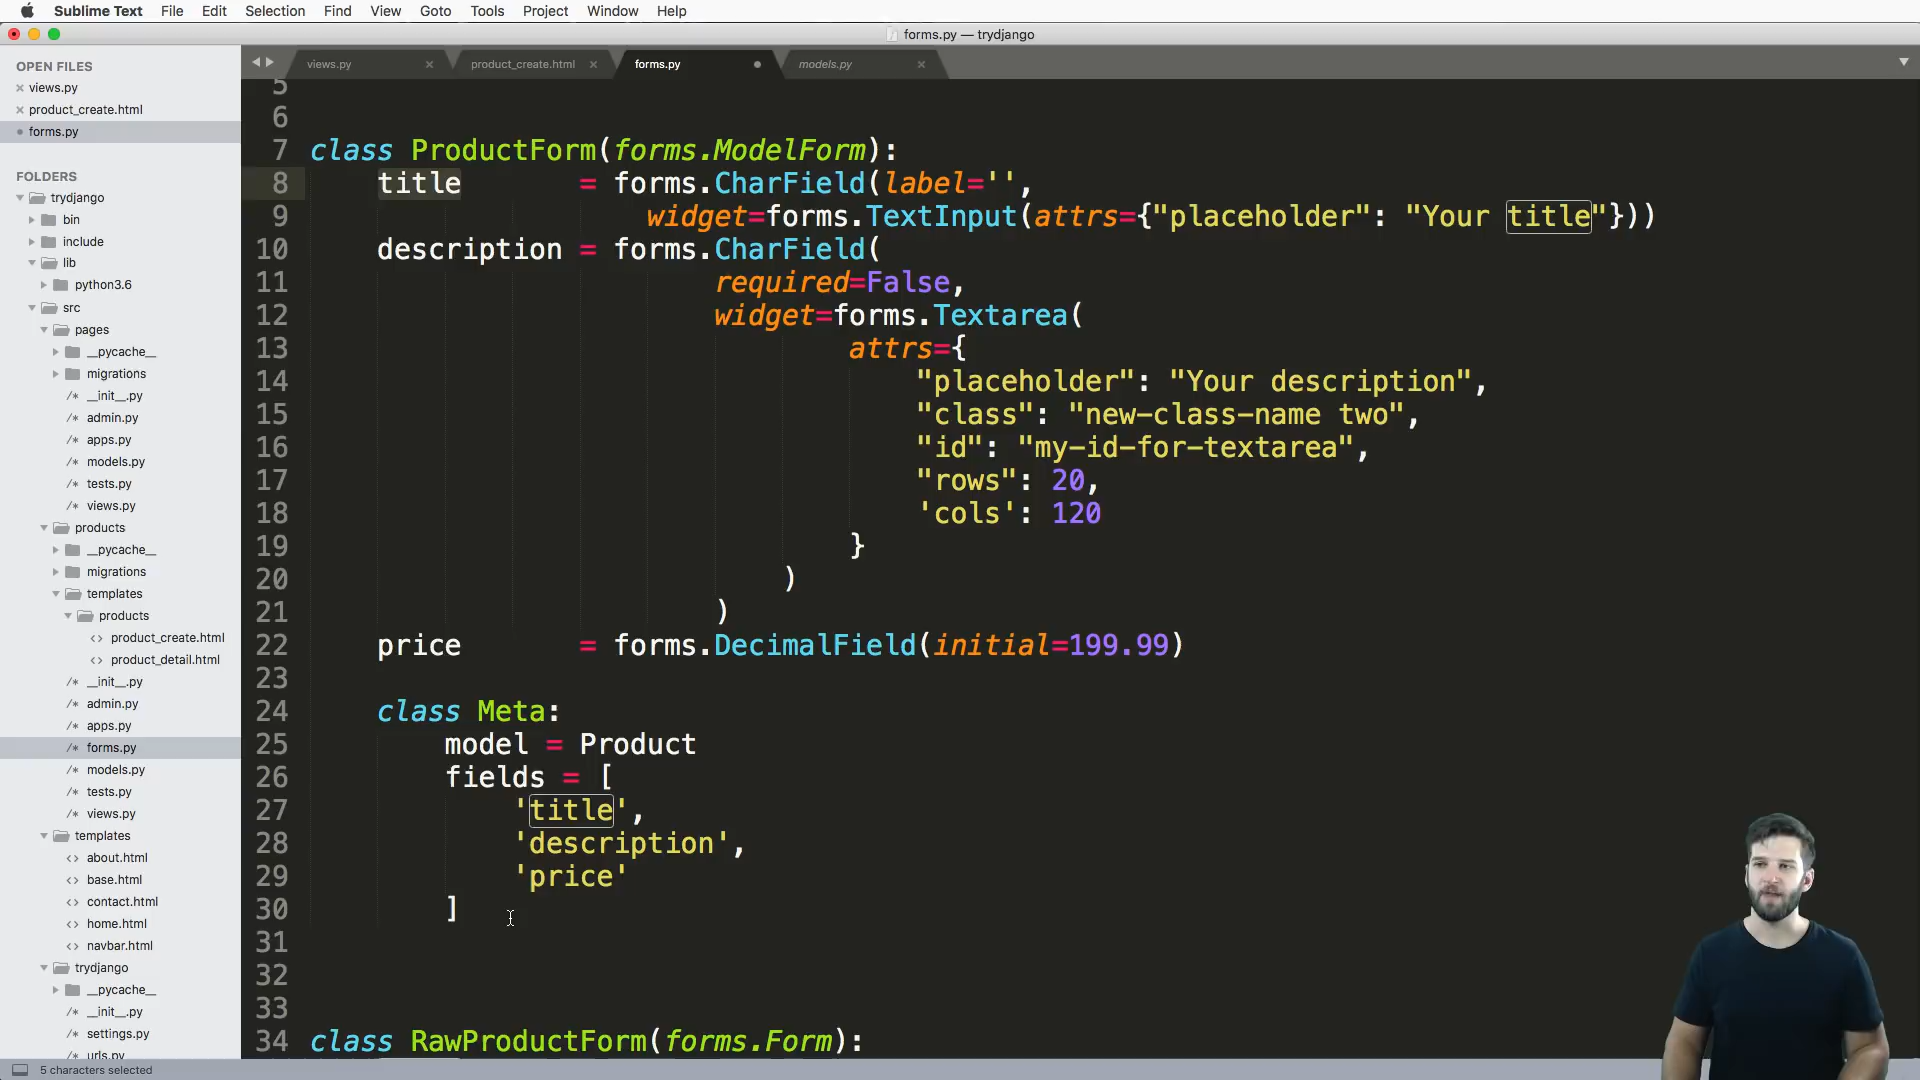 Sublime Text File Edit Selection Find View Goto Tools Project Window Help
forms.py — trydjango
OPEN FILES
views.py
product_create.html
forms.py
FOLDERS
trydjango
bin
include
lib
python3.6
src
pages
__pycache__
migrations
__init__.py
admin.py
apps.py
models.py
tests.py
views.py
products
__pycache__
migrations
templates
products
product_create.html
product_detail.html
__init__.py
admin.py
apps.py
forms.py
models.py
tests.py
views.py
templates
about.html
base.html
contact.html
home.html
navbar.html
trydjango
__pycache__
__init__.py
settings.py
urls.py
views.py product_create.html forms.py models.py
5
6
7 class ProductForm(forms.ModelForm):
8 title = forms.CharField(label='',
9 widget=forms.TextInput(attrs={"placeholder": "Your title"}))
10 description = forms.CharField(
11 required=False,
12 widget=forms.Textarea(
13 attrs={
14 "placeholder": "Your description",
15 "class": "new-class-name two",
16 "id": "my-id-for-textarea",
17 "rows": 20,
18 'cols': 120
19 }
20 )
21 )
22 price = forms.DecimalField(initial=199.99)
23
24 class Meta:
25 model = Product
26 fields = [
27 'title',
28 'description',
29 'price'
30 ]
31
32
33
34 class RawProductForm(forms.Form):
5 characters selected